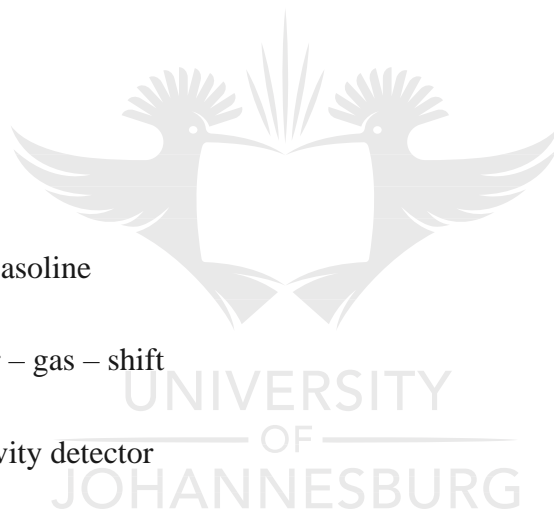 asoline
– gas – shift
UNIVERSITY
vity detector
OF
JOHANNESBURG